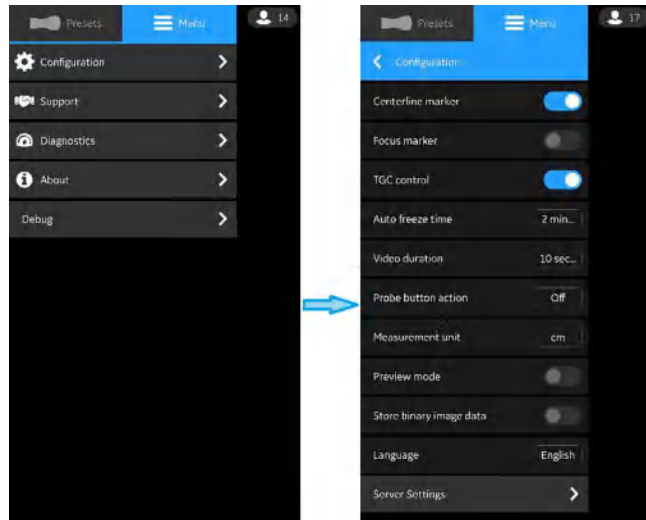 Presets
Menu
14
Configuration
Support
Diagnostics
About
Debug
Presets
Menu
17
Configuration
Centerline marker
Focus marker
TGC control
Auto freeze time
2 min...
Video duration
10 sec...
Probe button action
Off
Measurement unit
cm
Preview mode
Store binary image data
Language
English
Server Settings